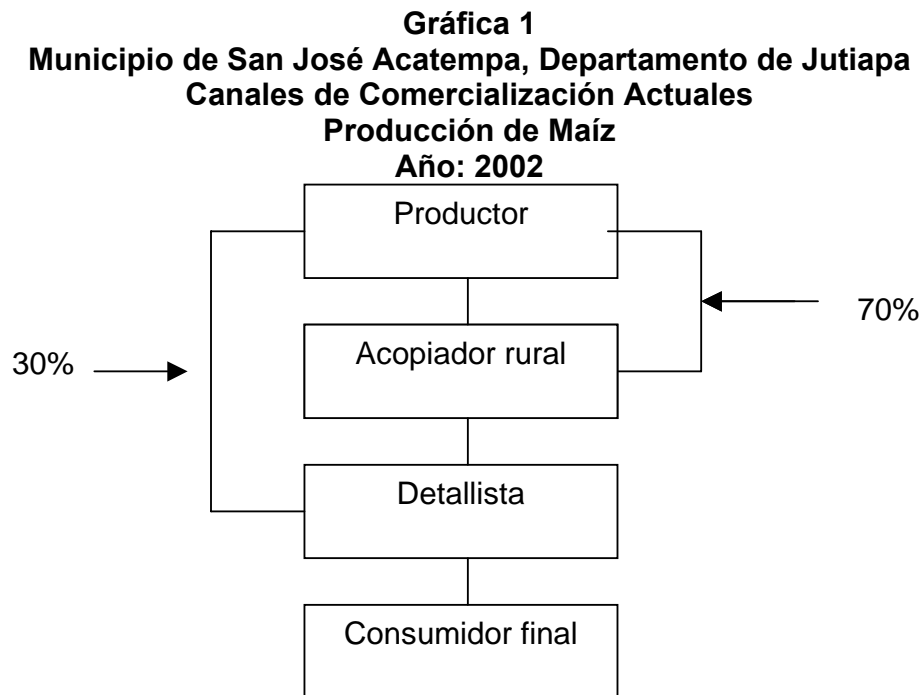 Gráfica 1
Municipio de San José Acatempa, Departamento de Jutiapa
Canales de Comercialización Actuales
Producción de Maíz
Año: 2002
Productor
70%
Acopiador rural
30%
Detallista
Consumidor final